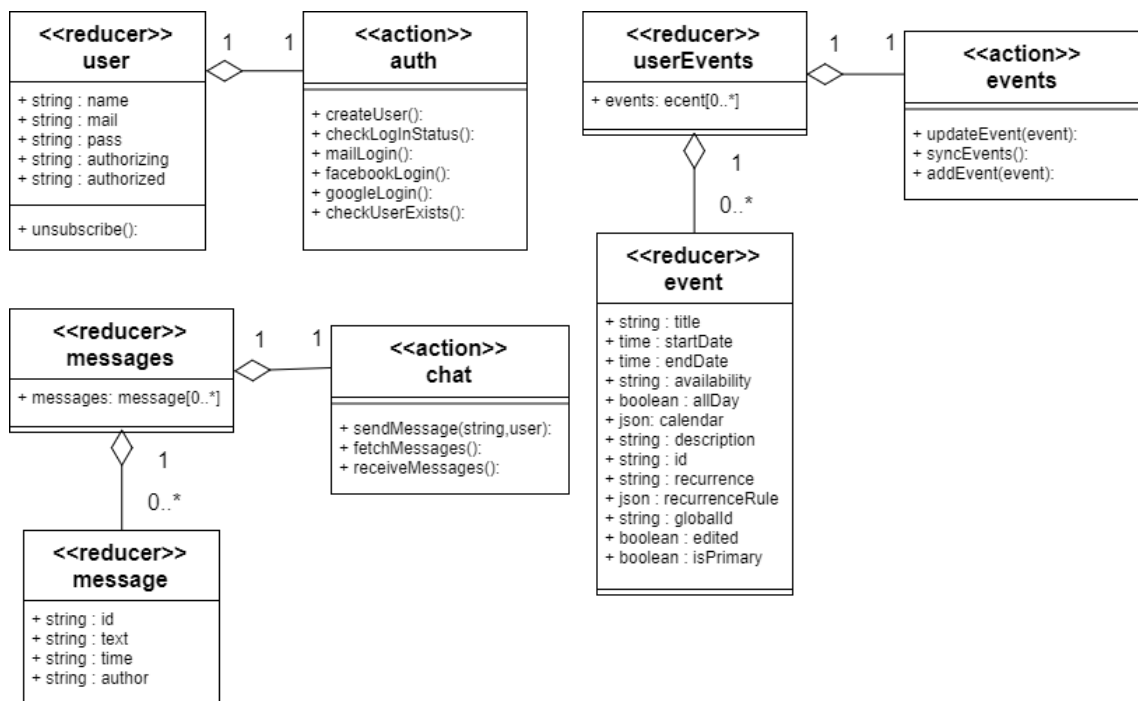 <<reducer>>
user
+ string : name
+ string : mail
+ string : pass
+ string : authorizing
+ string : authorized
+ unsubscribe():
1
1
<<action>>
auth
+ createUser():
+ checkLogInStatus():
+ mailLogin():
+ facebookLogin():
+ googleLogin():
+ checkUserExists():
<<reducer>>
userEvents
+ events: ecent[0..*]
1
1
<<action>>
events
+ updateEvent(event):
+ syncEvents():
+ addEvent(event):
1
0..*
<<reducer>>
event
+ string : title
+ time : startDate
+ time : endDate
+ string : availability
+ boolean : allDay
+ json: calendar
+ string : description
+ string : id
+ string : recurrence
+ json : recurrenceRule
+ string : globalId
+ boolean : edited
+ boolean : isPrimary
<<reducer>>
messages
+ messages: message[0..*]
1
1
<<action>>
chat
+ sendMessage(string,user):
+ fetchMessages():
+ receiveMessages():
1
0..*
<<reducer>>
message
+ string : id
+ string : text
+ string : time
+ string : author